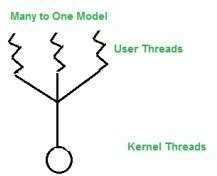 Many to One Model
User Threads
Kernel Threads